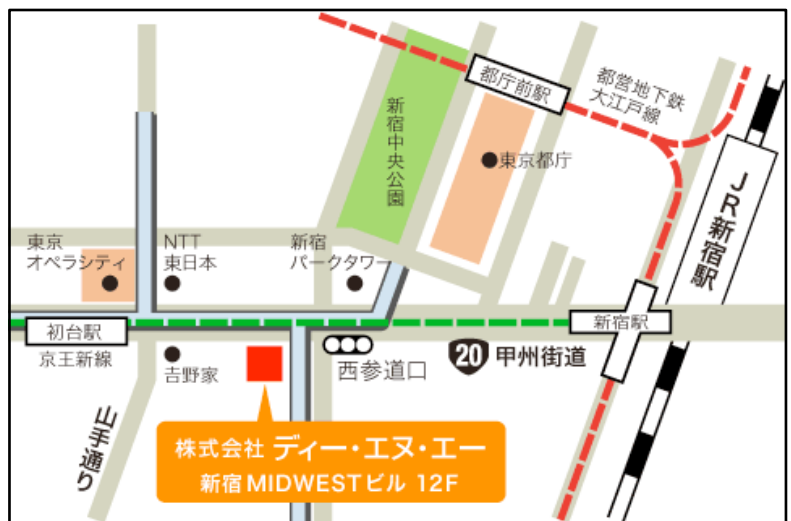 都庁前駅
都営地下鉄
大江戸線
新宿中央公園
東京都庁
JR新宿駅
東京
オペラシティ
NTT
東日本
新宿
パークタワー
初台駅
京王新線
新宿駅
吉野家
西参道口
20
甲州街道
山手通り
株式会社 ディー・エヌ・エー
新宿MIDWESTビル 12F